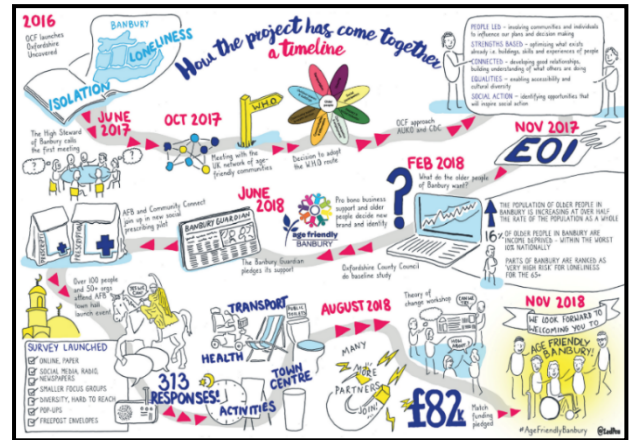 2016
OCF launches
Oxfordshire
Uncovered
BANBURY
LONELINESS
ISOLATION
How the project has come together
a timeline
PEOPLE LED - involving communities and individuals
to influence our plans and decision making
STRENGTHS BASED - optimising what exists
already i.e. buildings, skills and experiences of people
CONNECTED - developing good relationships,
building understanding of what others are doing
EQUALITIES - enabling accessibility and
cultural diversity
SOCIAL ACTION - identifying opportunities that
will inspire social action
JUNE
2017
The High Steward
of Banbury calls
the first meeting
OCT 2017
Meeting with the
UK network of age-
friendly communities
W.H.O
Decision to adopt
the W.H.O route
OCF approach
AUKO and CDC
NOV 2017
EOI
FEB 2018
What do the older people
of Banbury want?
?
Oxfordshire County Council
do baseline study
THE POPULATION OF OLDER PEOPLE IN
BANBURY IS INCREASING AT OVER HALF
THE RATE OF THE POPULATION AS A WHOLE
16% OF OLDER PEOPLE IN BANBURY ARE
INCOME DEPRIVED - WITHIN THE WORST
10% NATIONALLY
PARTS OF BANBURY ARE RANKED AS
'VERY HIGH RISK' FOR LONELINESS
FOR THE 65+
JUNE
2018
Pro bono business
support and older
people decide new
brand and identity
age friendly
BANBURY
BANBURY GUARDIAN
The Banbury Guardian
pledges its support
AFB and Community Connect
join up in new social
prescribing pilot
PRESCRIPTION
Over 100 people
and 50+ orgs
attend AFB
town hall
launch event
SURVEY LAUNCHED
ONLINE, PAPER
SOCIAL MEDIA, RADIO,
NEWSPAPERS
SMALLER FOCUS GROUPS
DIVERSITY, HARD TO REACH
POP-UPS
FREEPOST ENVELOPES
313
RESPONSES!
TRANSPORT
PUBLIC
TOILETS
HEALTH
TOWN
CENTRE
ACTIVITIES
AUGUST 2018
MANY
MORE
PARTNERS
JOIN!
Theory of
change workshop
£82k
Match
funding
pledged
NOV 2018
WE LOOK FORWARD TO
WELCOMING YOU TO
AGE FRIENDLY
BANBURY!
#AgeFriendlyBanbury